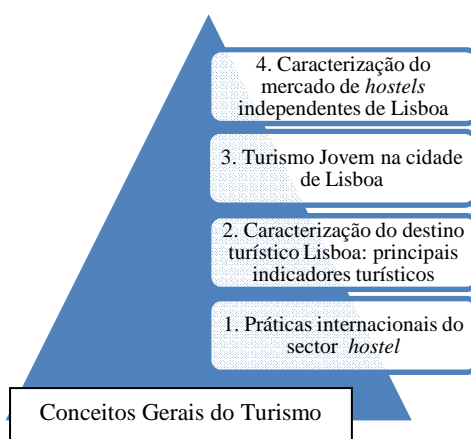 4. Caracterização do
mercado de hostels
independentes de Lisboa
3. Turismo Jovem na cidade
de Lisboa
2. Caracterização do destino
turístico Lisboa: principais
indicadores turísticos
1. Práticas internacionais do
sector hostel
Conceitos Gerais do Turismo